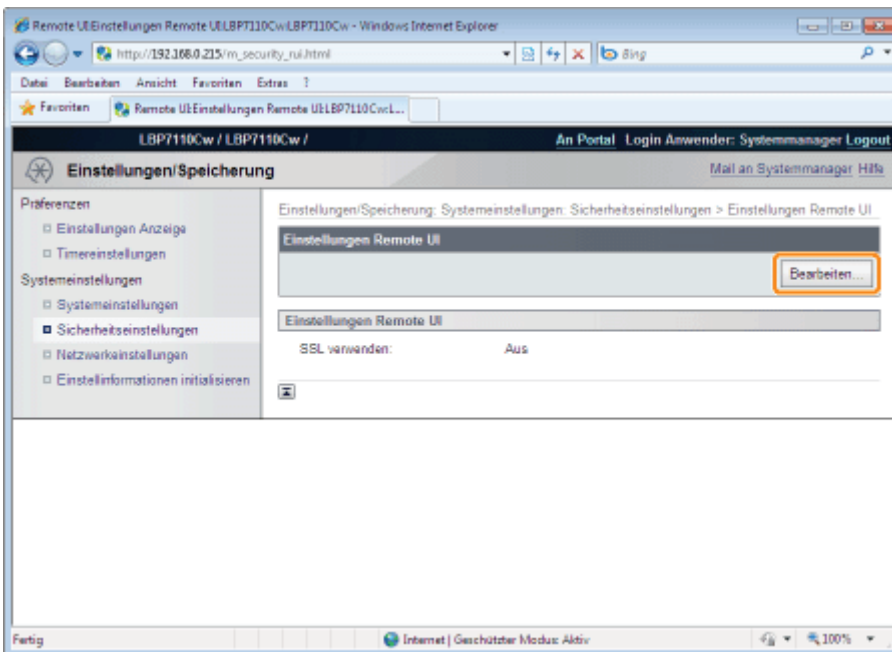 Remote UI:Einstellungen Remote UI:LBP7110Cw:LBP7110Cw - Windows Internet Explorer
http://192.168.0.215/m_security_rui.html
Bing
Datei Bearbeiten Ansicht Favoriten Extras ?
Favoriten Remote UI:Einstellungen Remote UI:LBP7110Cw:L...
LBP7110Cw / LBP7110Cw / An Portal Login Anwender: Systemmanager Logout
Einstellungen/Speicherung Mail an Systemmanager Hilfe
Präferenzen
Einstellungen/Speicherung: Systemeinstellungen: Sicherheitseinstellungen > Einstellungen Remote UI
Einstellungen Anzeige
Timereinstellungen
Systemeinstellungen
Systemeinstellungen
Sicherheitseinstellungen
Netzwerkeinstellungen
Einstellinformationen initialisieren
Einstellungen Remote UI
Bearbeiten...
Einstellungen Remote UI
SSL verwenden: Aus
Fertig Internet | Geschützter Modus: Aktiv 100%